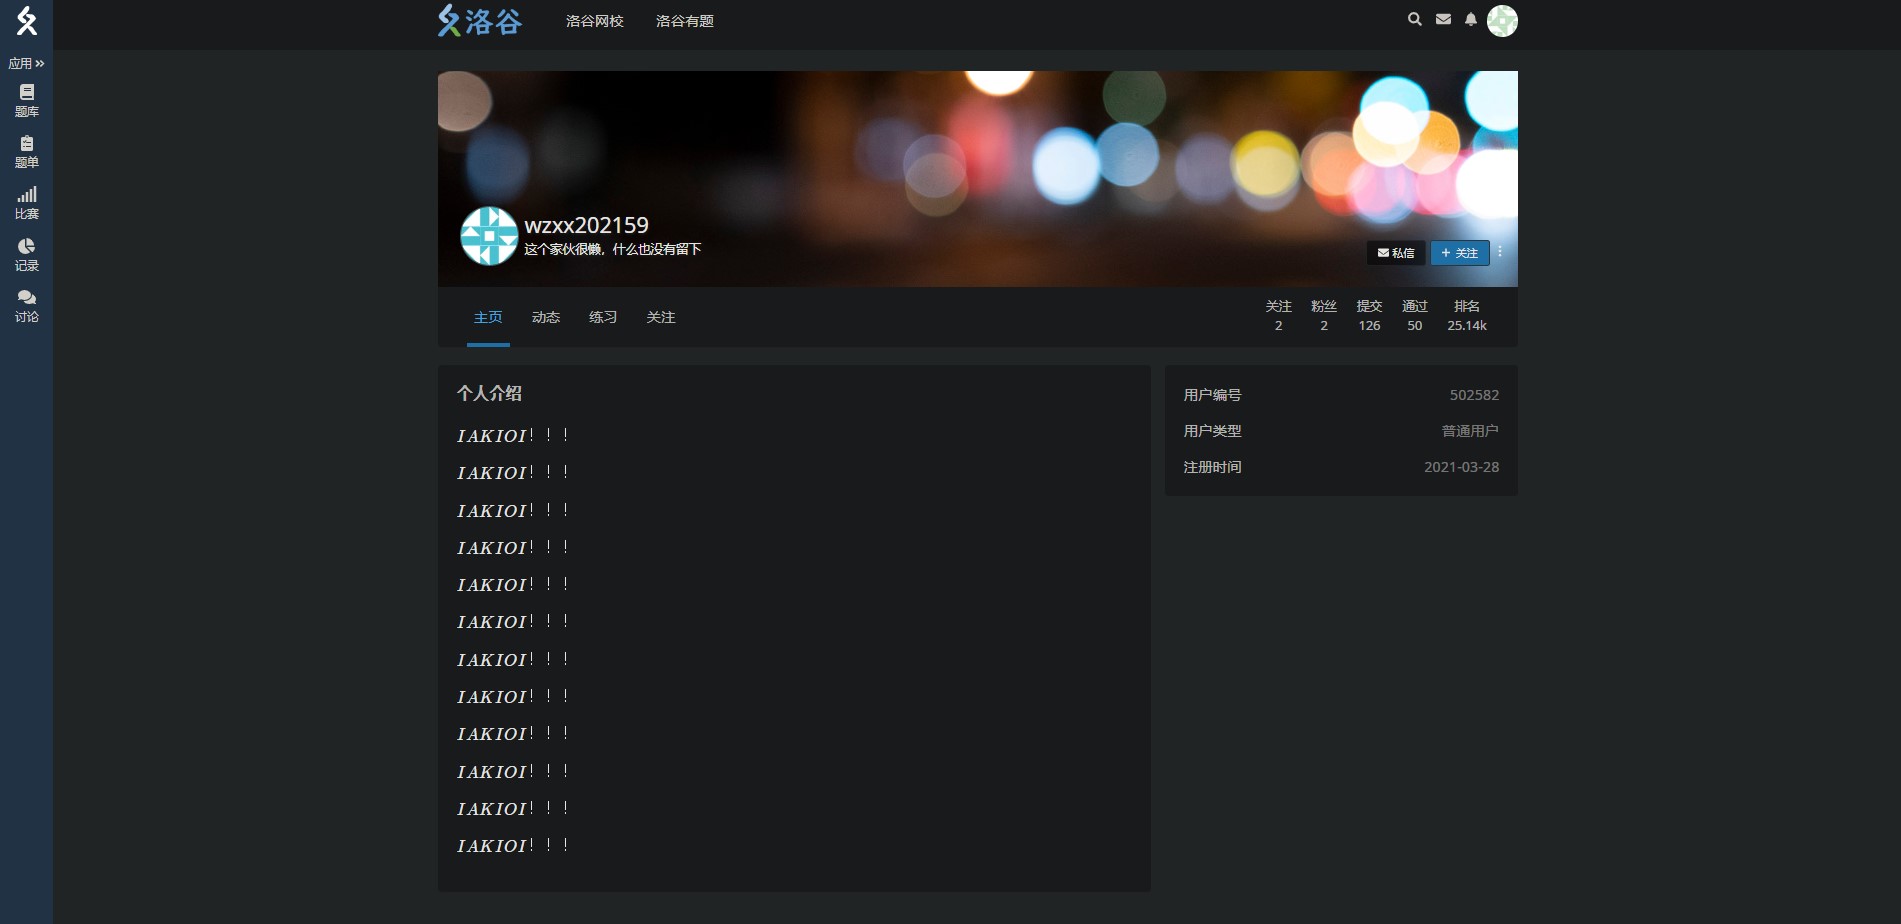 洛谷
洛谷网校
洛谷有题
应用
题库
题单
比赛
记录
讨论
wzxx202159
这个家伙很懒，什么也没有留下
私信
+ 关注
主页
动态
练习
关注
关注 粉丝 提交 通过 排名
2 2 126 50 25.14k
个人介绍
IAKIOI！！！
IAKIOI！！！
IAKIOI！！！
IAKIOI！！！
IAKIOI！！！
IAKIOI！！！
IAKIOI！！！
IAKIOI！！！
IAKIOI！！！
IAKIOI！！！
IAKIOI！！！
IAKIOI！！！
用户编号 502582
用户类型 普通用户
注册时间 2021-03-28